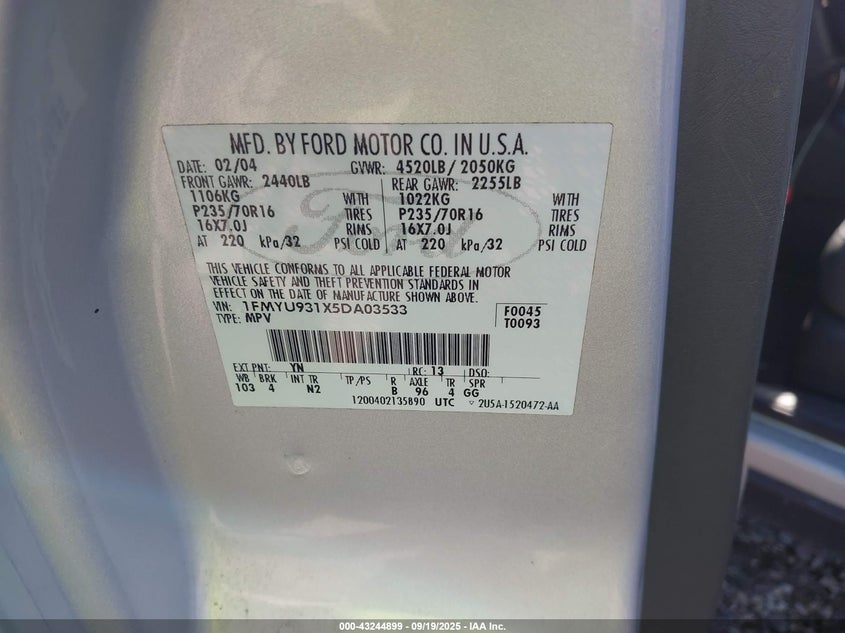 MFD. BY FORD MOTOR CO. IN U.S.A.
DATE: 02/04 GVWR: 4520LB/ 2050KG
FRONT GAWR: 2440LB REAR GAWR: 2255LB
1106KG WITH 1022KG WITH
P235/70R16 TIRES P235/70R16 TIRES
16X7.0J RIMS 16X7.0J RIMS
AT 220 kPa/32 PSI COLD AT 220 kPa/32 PSI COLD
Ford
THIS VEHICLE CONFORMS TO ALL APPLICABLE FEDERAL MOTOR
VEHICLE SAFETY AND THEFT PREVENTION STANDARDS IN
EFFECT ON THE DATE OF MANUFACTURE SHOWN ABOVE.
VIN: 1FMYU931X5DA03533 F0045
TYPE: MPV T0093
EXT PNT: YN RC: 13 DSO:
WB BRK INT TR TP/PS R AXLE TR SPR
103 4 N2 B 96 4 GG
1200402135890 UTC 2U5A-1520472-AA
000-43244899 - 09/19/2025 - IAA Inc.